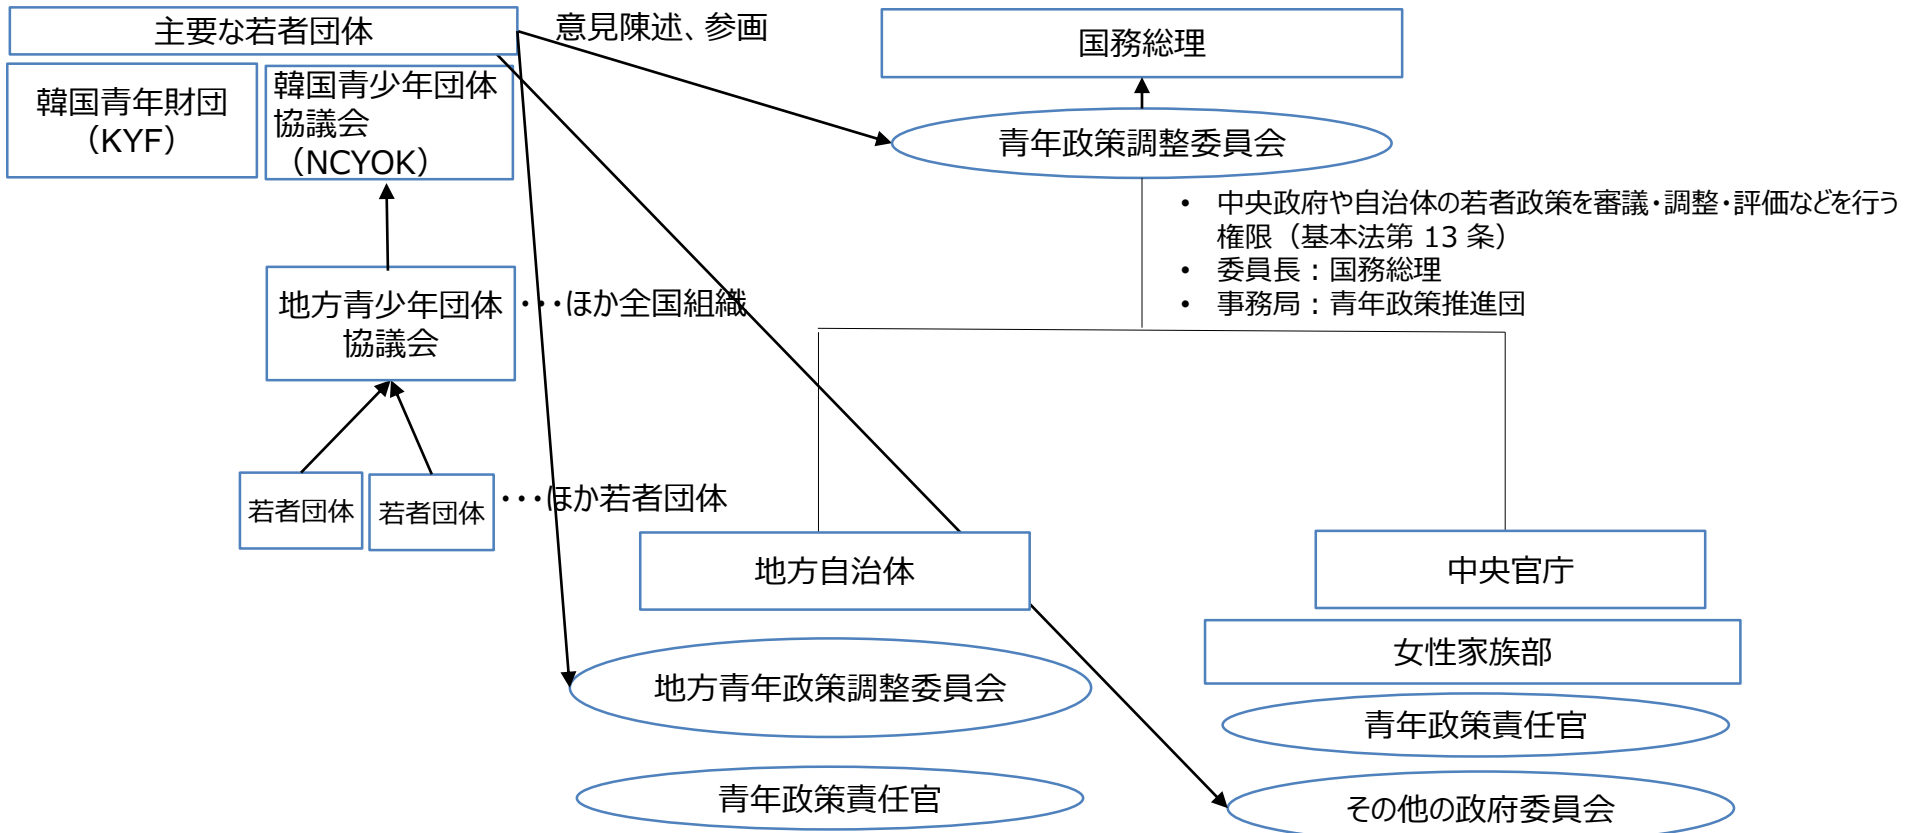 主要な若者団体
意見陳述、参画
国務総理
韓国青年財団
（KYF）
韓国青少年団体
協議会
（NCYOK）
青年政策調整委員会
• 中央政府や自治体の若者政策を審議・調整・評価などを行う
権限（基本法第 13 条）
• 委員長：国務総理
• 事務局：青年政策推進団
地方青少年団体
協議会
・・・ほか全国組織
若者団体
若者団体
・・・ほか若者団体
地方自治体
中央官庁
女性家族部
地方青年政策調整委員会
青年政策責任官
青年政策責任官
その他の政府委員会